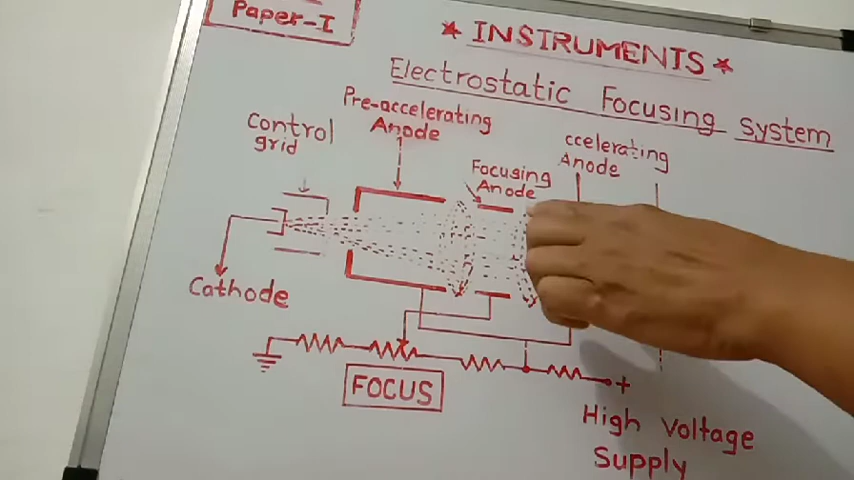 Paper-I
★ INSTRUMENTS ★
Electrostatic Focusing System
Pre-accelerating
Anode
Control
grid
ccelerating
Anode
Focusing
Anode
Cathode
FOCUS
+
High Voltage
Supply